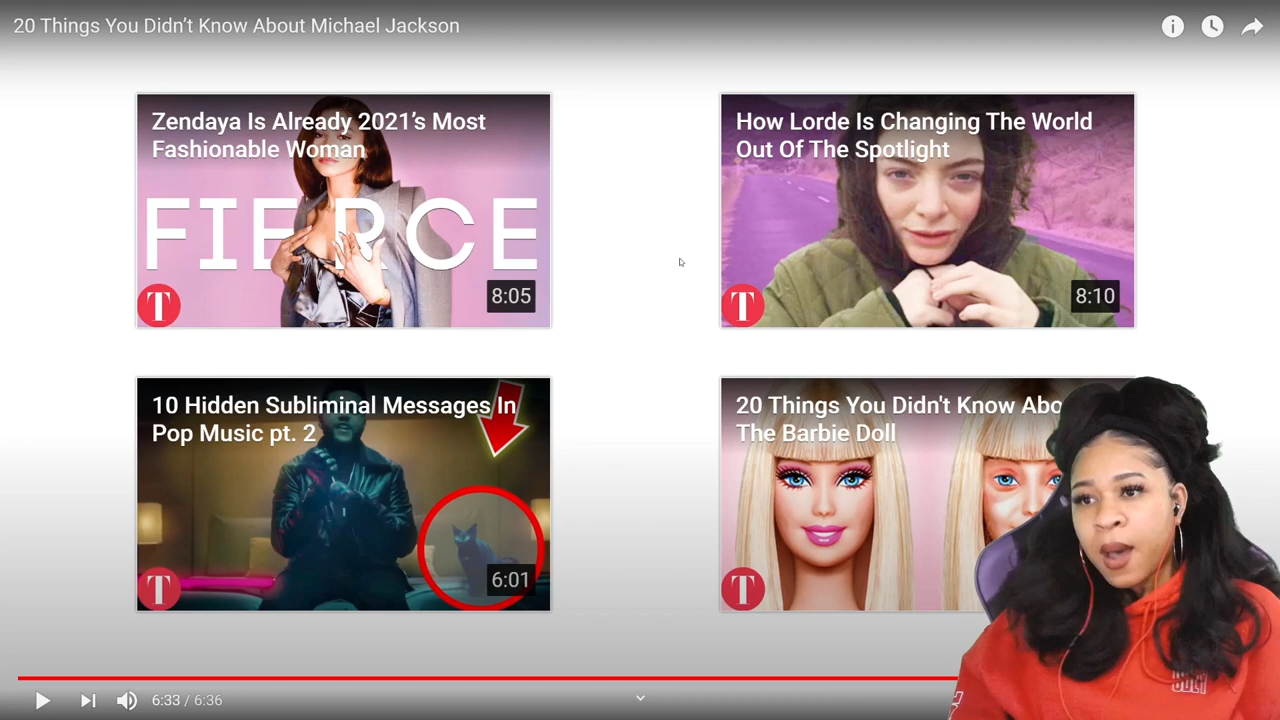 20 Things You Didn’t Know About Michael Jackson
Zendaya Is Already 2021’s Most
Fashionable Woman
FIERCE
T
8:05
How Lorde Is Changing The World
Out Of The Spotlight
T
8:10
10 Hidden Subliminal Messages In
Pop Music pt. 2
T
6:01
20 Things You Didn't Know Abo
The Barbie Doll
T
6:33 / 6:36